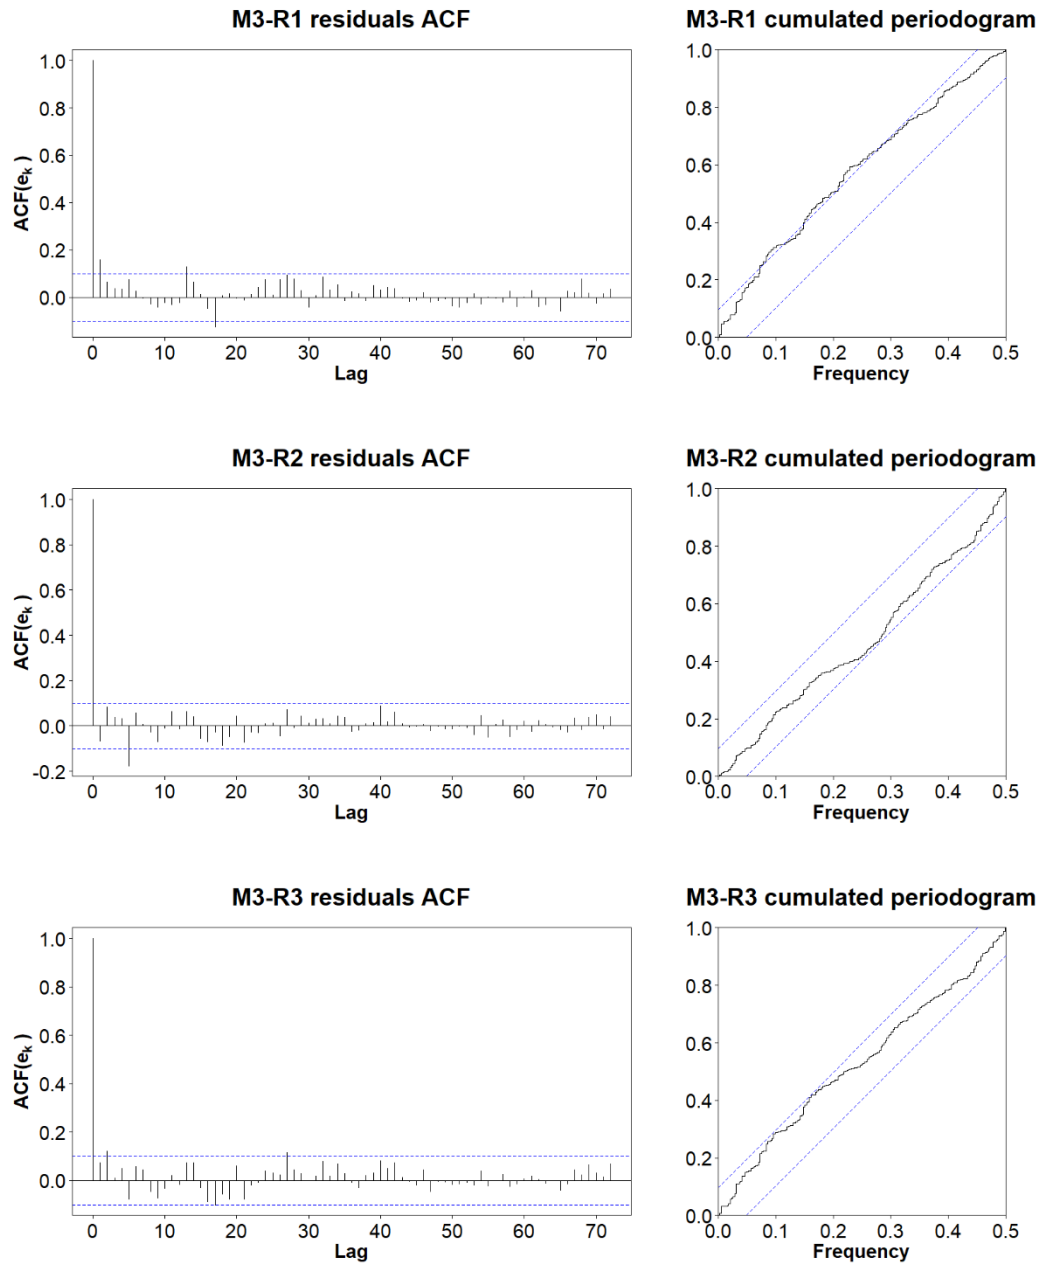 M3-R1 residuals ACF
ACF(eₖ )
1.0
0.8
0.6
0.4
0.2
0.0
0 10 20 30 40 50 60 70
Lag
M3-R1 cumulated periodogram
1.0
0.8
0.6
0.4
0.2
0.0
0.0 0.1 0.2 0.3 0.4 0.5
Frequency
M3-R2 residuals ACF
ACF(eₖ )
1.0
0.8
0.6
0.4
0.2
0.0
-0.2
0 10 20 30 40 50 60 70
Lag
M3-R2 cumulated periodogram
1.0
0.8
0.6
0.4
0.2
0.0
0.0 0.1 0.2 0.3 0.4 0.5
Frequency
M3-R3 residuals ACF
ACF(eₖ )
1.0
0.8
0.6
0.4
0.2
0.0
0 10 20 30 40 50 60 70
Lag
M3-R3 cumulated periodogram
1.0
0.8
0.6
0.4
0.2
0.0
0.0 0.1 0.2 0.3 0.4 0.5
Frequency